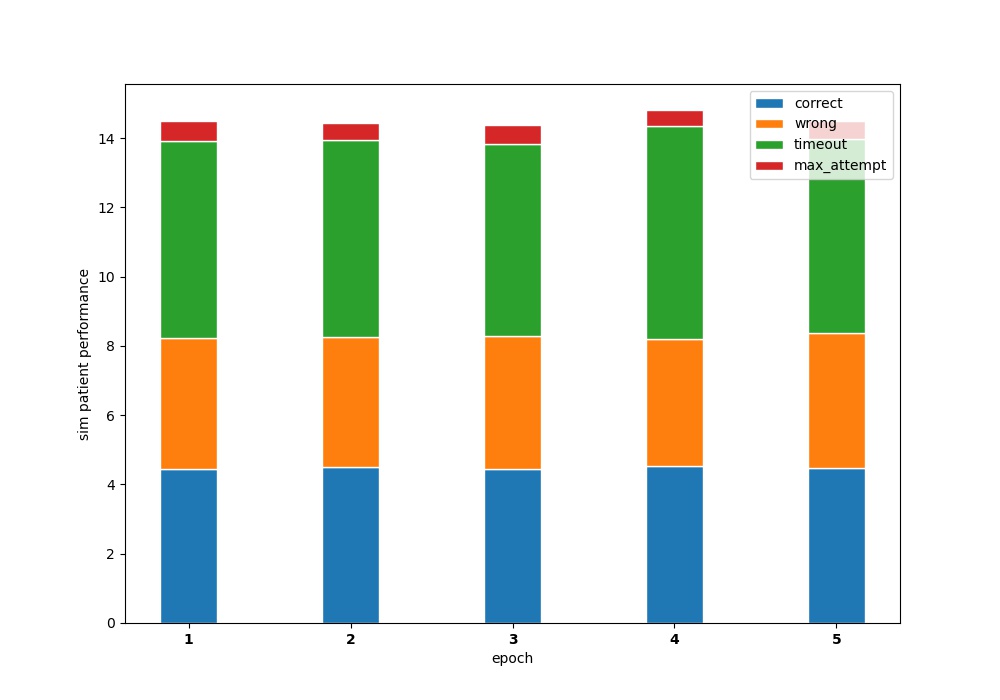 correct
wrong
timeout
max_attempt
14
12
10
8
6
4
2
0
sim patient performance
1 2 3 4 5
epoch